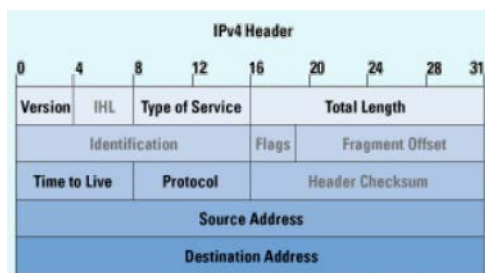 IPv4 Header
0 4 8 12 16 20 24 28 31
Version IHL Type of Service Total Length
Identification Flags Fragment Offset
Time to Live Protocol Header Checksum
Source Address
Destination Address